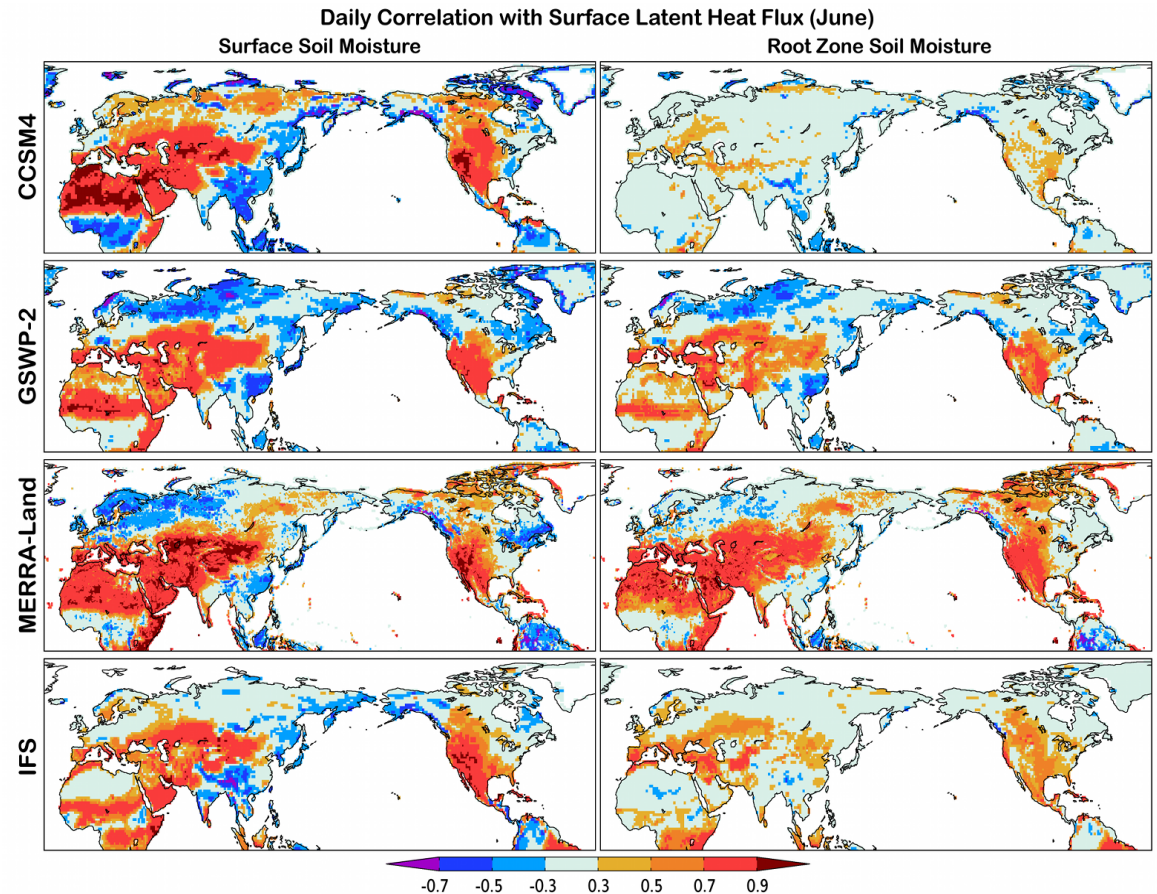 Daily Correlation with Surface Latent Heat Flux (June)
Surface Soil Moisture
Root Zone Soil Moisture
CCSM4
GSWP-2
MERRA-Land
IFS
-0.7 -0.5 -0.3 0.3 0.5 0.7 0.9